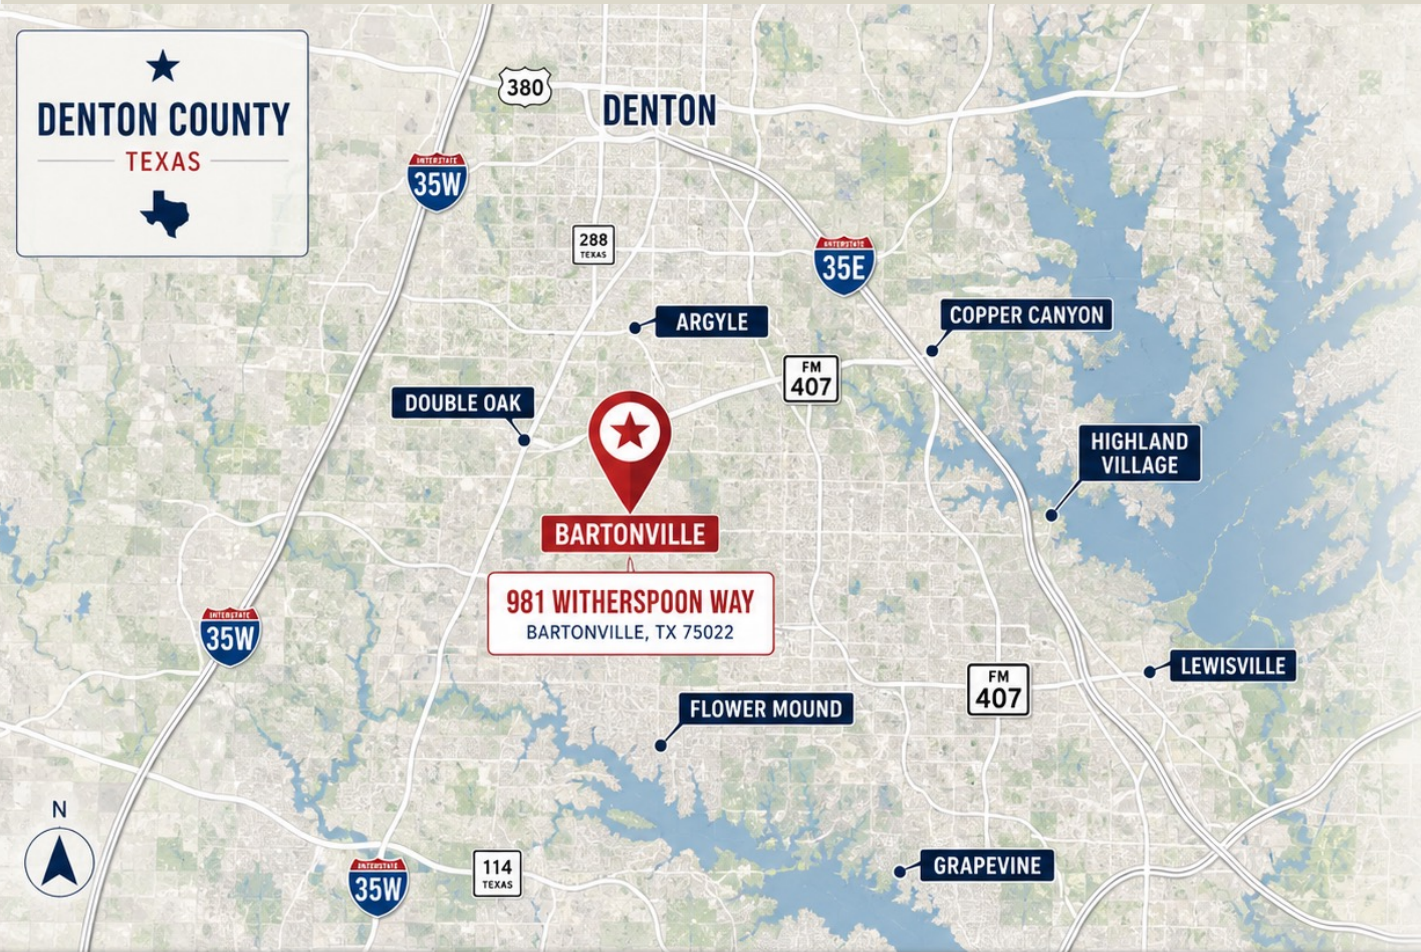 DENTON COUNTY
TEXAS
380
DENTON
INTERSTATE
35W
288
TEXAS
INTERSTATE
35E
ARGYLE
COPPER CANYON
FM
407
DOUBLE OAK
HIGHLAND
VILLAGE
BARTONVILLE
981 WITHERSPOON WAY
BARTONVILLE, TX 75022
INTERSTATE
35W
LEWISVILLE
FM
407
FLOWER MOUND
N
INTERSTATE
35W
114
TEXAS
GRAPEVINE